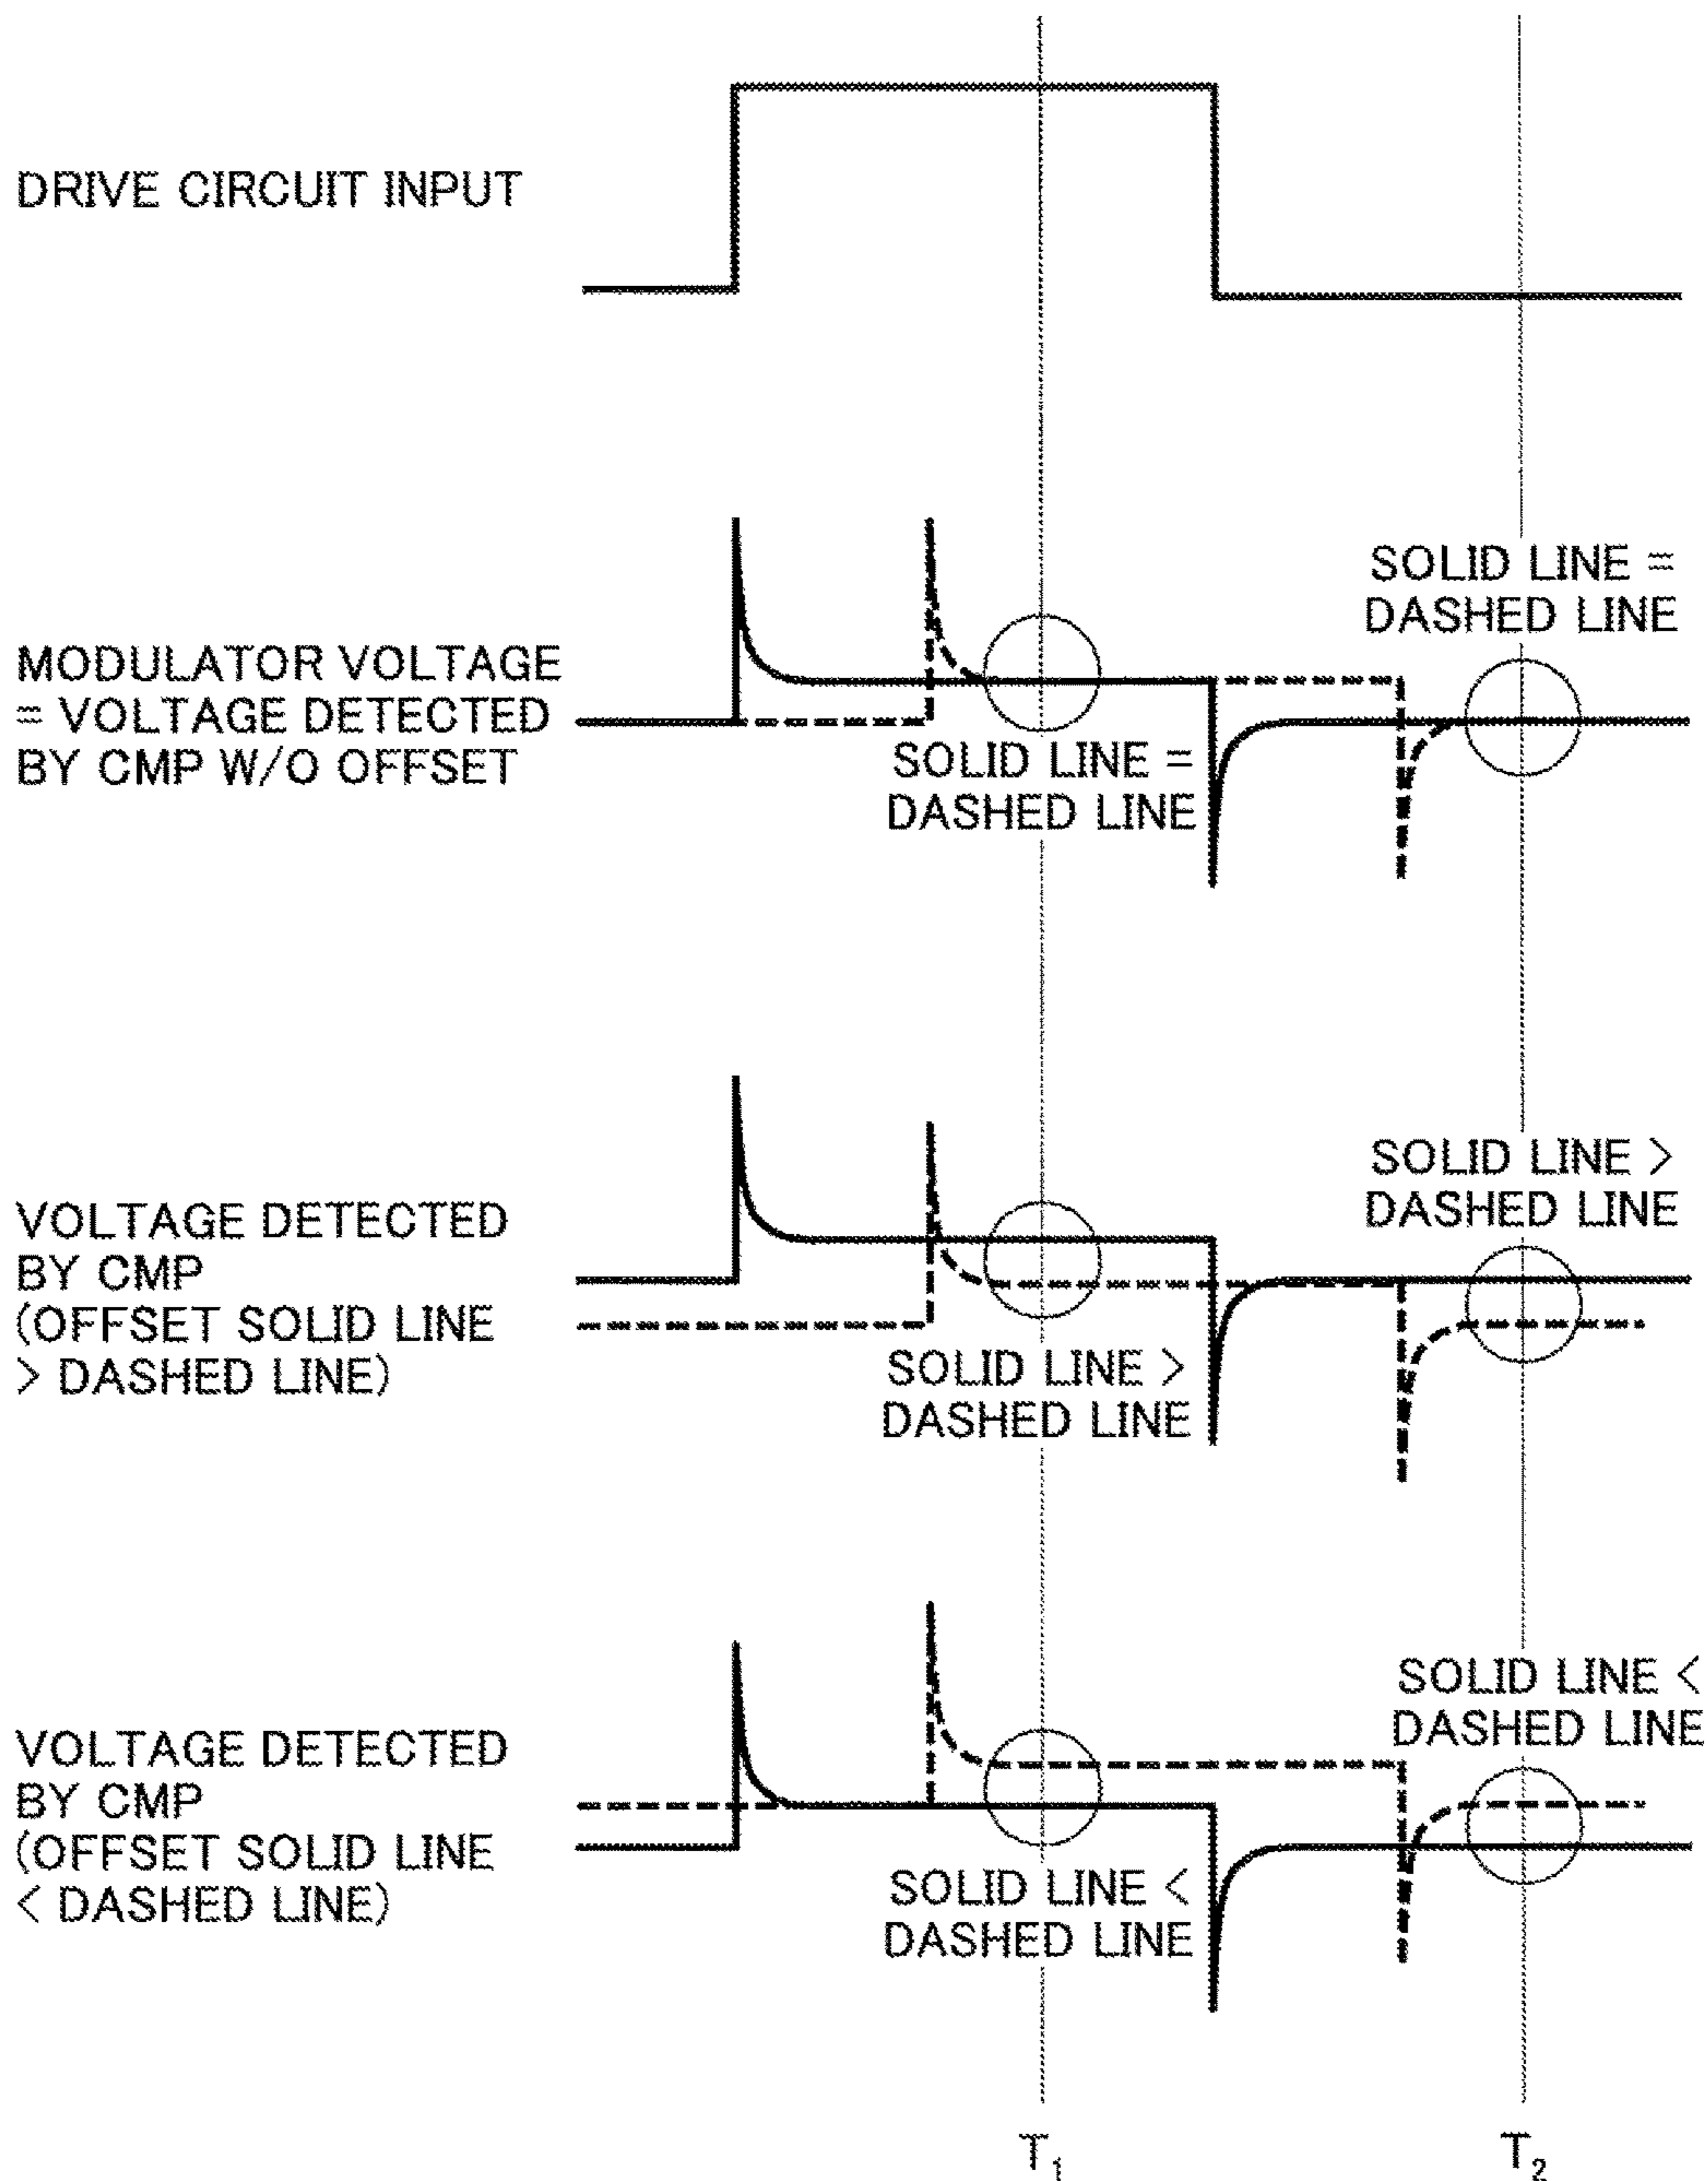 DRIVE CIRCUIT INPUT
SOLID LINE =
DASHED LINE
MODULATOR VOLTAGE
= VOLTAGE DETECTED
BY CMP W/O OFFSET
SOLID LINE =
DASHED LINE
SOLID LINE >
DASHED LINE
VOLTAGE DETECTED
BY CMP
(OFFSET SOLID LINE
> DASHED LINE)
SOLID LINE >
DASHED LINE
SOLID LINE <
DASHED LINE
VOLTAGE DETECTED
BY CMP
(OFFSET SOLID LINE
< DASHED LINE)
SOLID LINE <
DASHED LINE
T₁
T₂